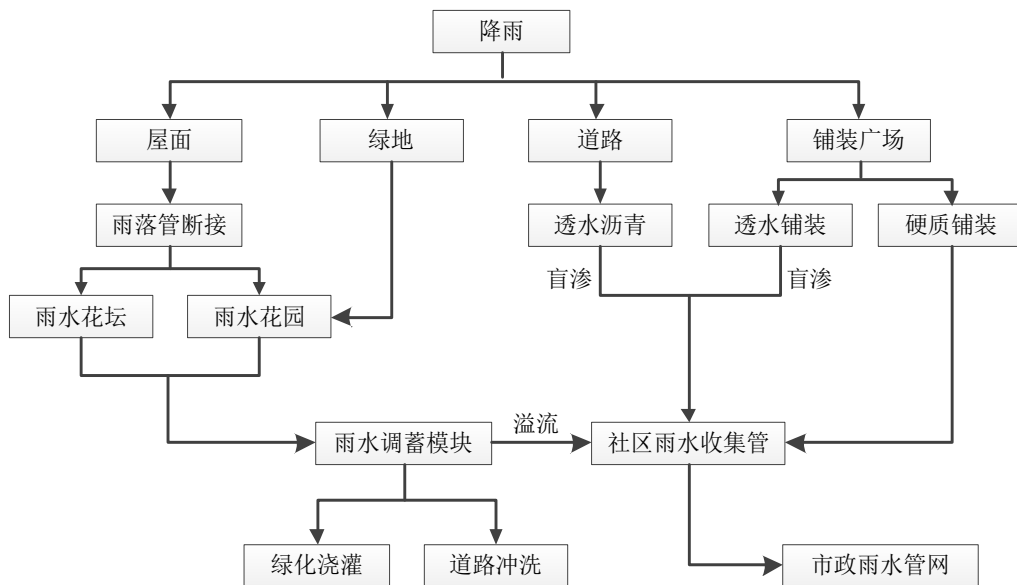 降雨
屋面
绿地
道路
铺装广场
雨落管断接
透水沥青
透水铺装
硬质铺装
盲渗
盲渗
雨水花坛
雨水花园
溢流
雨水调蓄模块
社区雨水收集管
绿化浇灌
道路冲洗
市政雨水管网